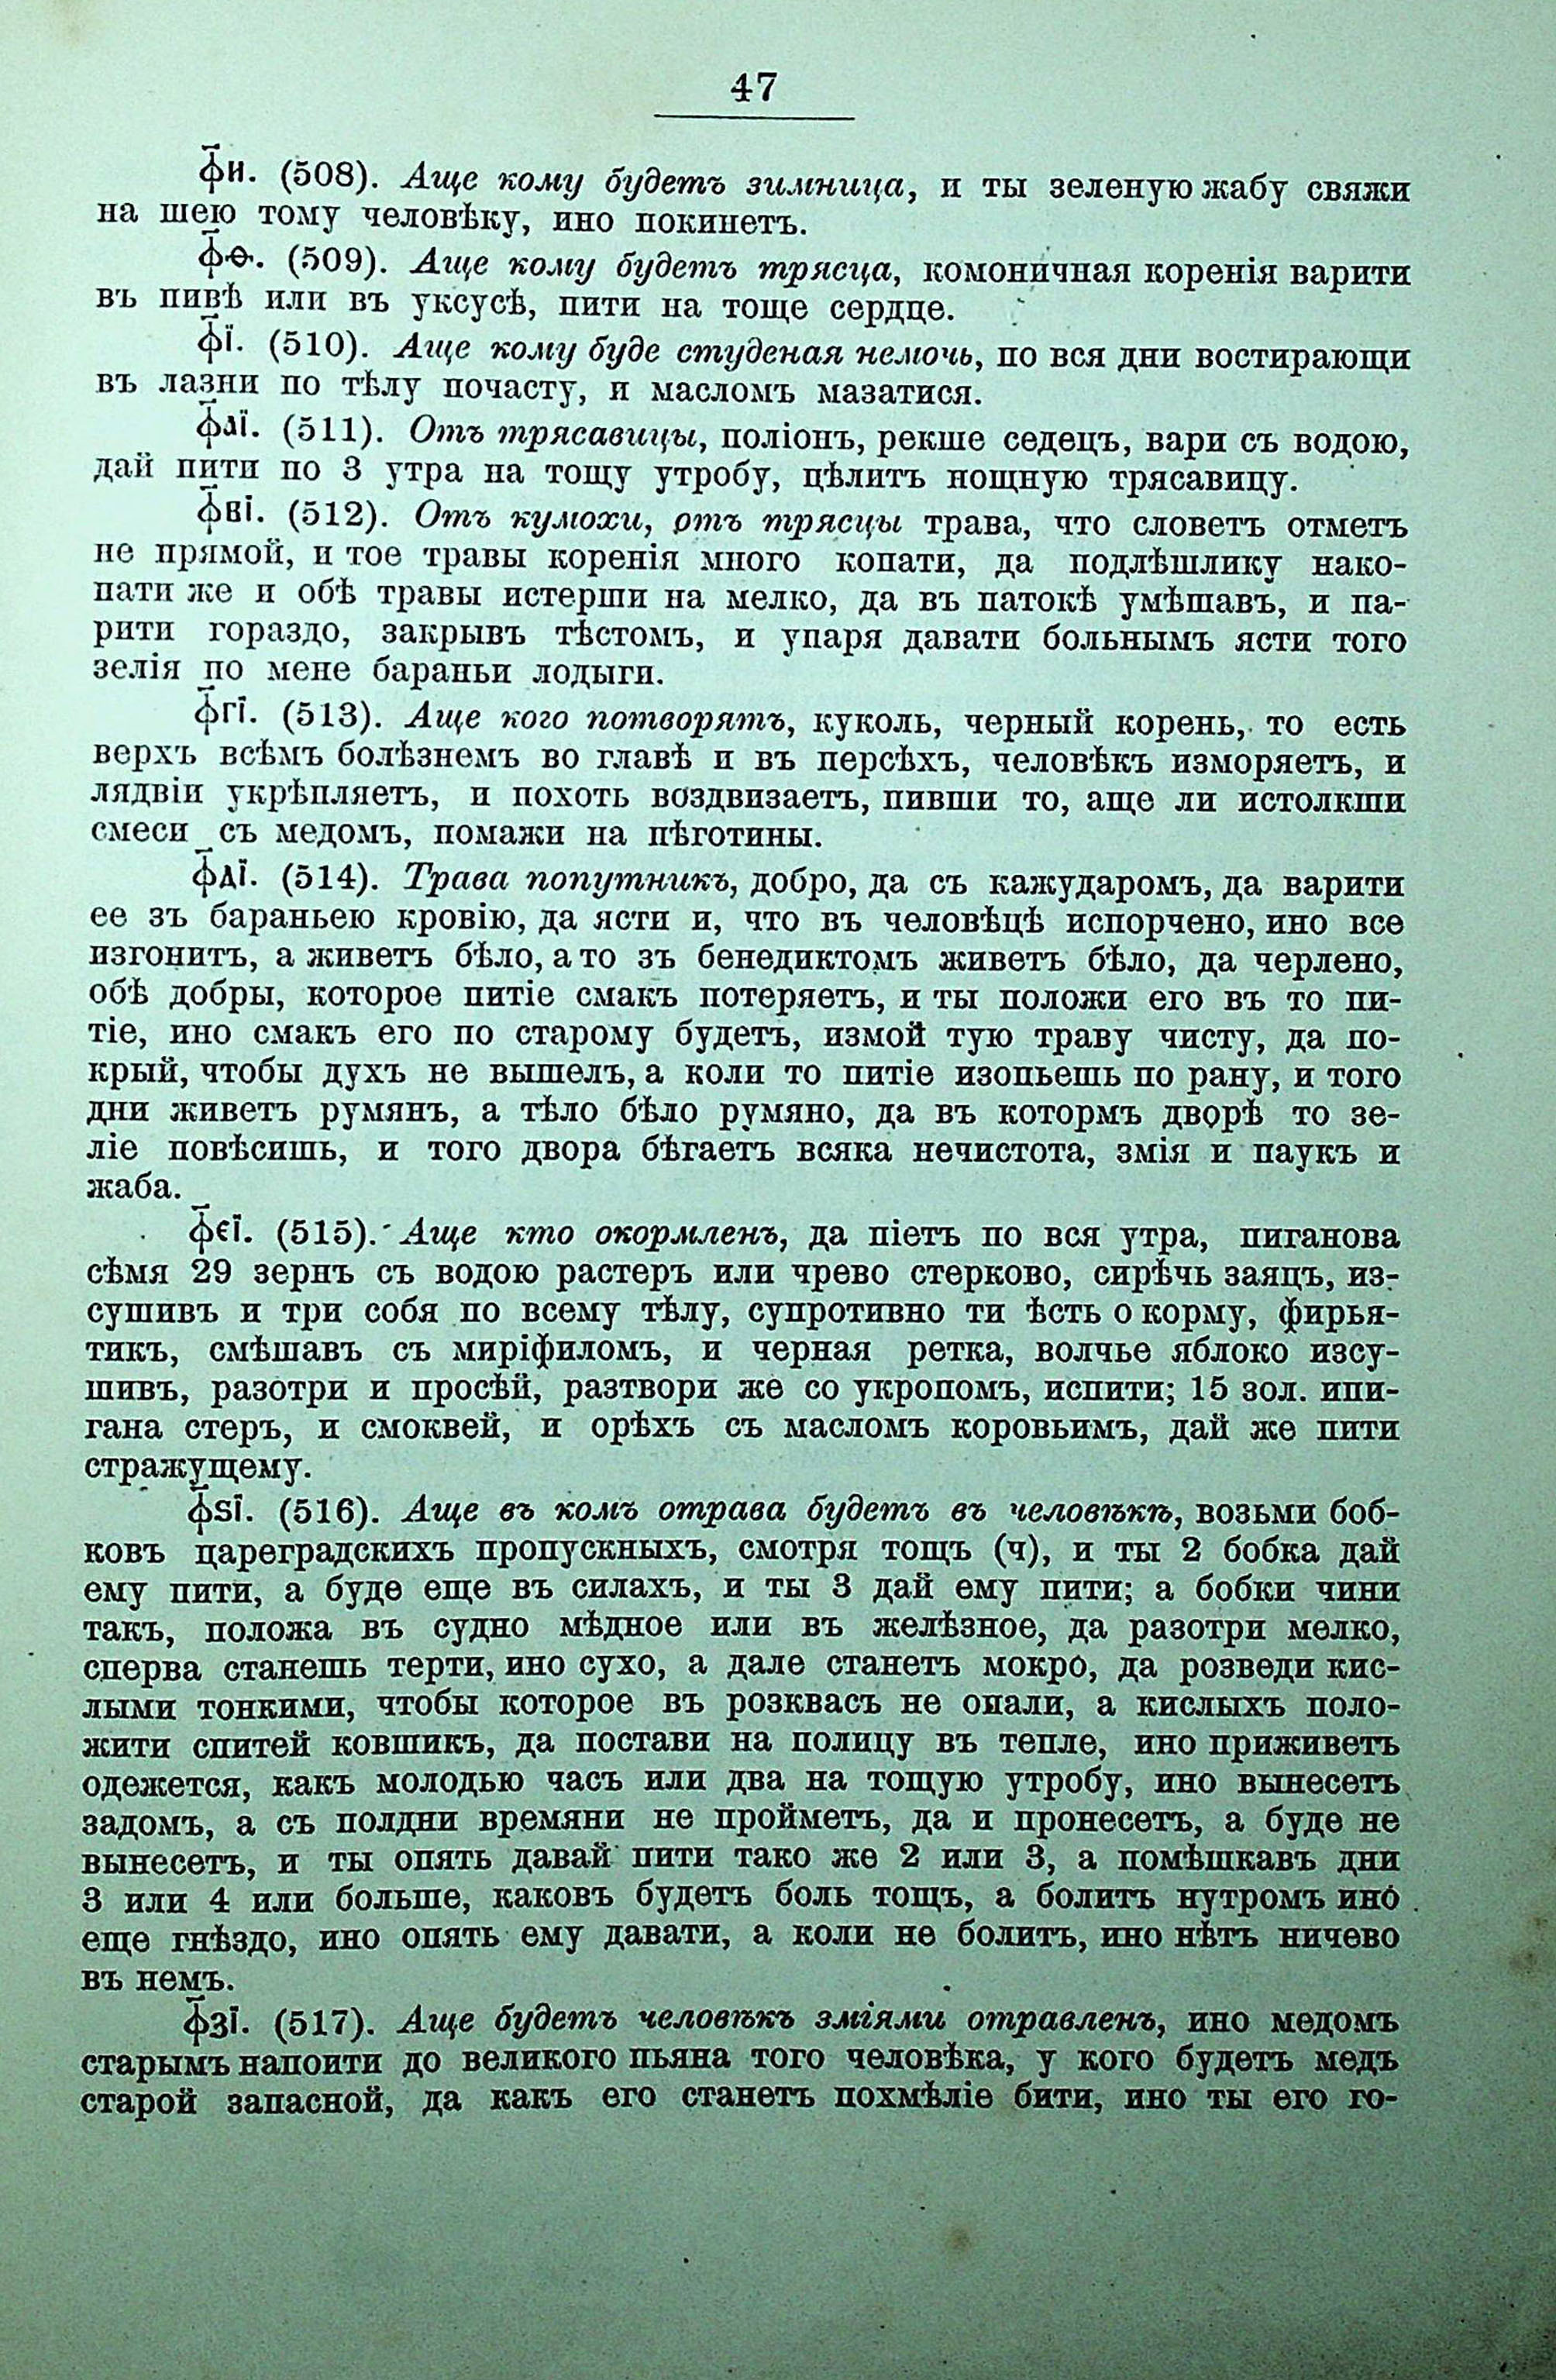 47
ф҃и. (508). Аще кому будетъ зимница, и ты зеленую жабу свяжи
на шею тому человѣку, ино покинетъ.
ф҃ѳ. (509). Аще кому будетъ трясца, комоничная коренія варити
въ пивѣ или въ уксусѣ, пити на тоще сердце.
ф҃ї. (510). Аще кому буде студеная немочь, по вся дни востирающи
въ лазни по тѣлу почасту, и масломъ мазатися.
ф҃аї. (511). Отъ трясавицы, поліонъ, рекше седецъ, вари съ водою,
дай пити по 3 утра на тощу утробу, цѣлитъ нощную трясавицу.
ф҃ві. (512). Отъ кумохи, отъ трясцы трава, что словетъ отметъ
не прямой, и тое травы коренія много копати, да подлѣшлику нако-
пати же и обѣ травы истерши на мелко, да въ патокѣ умѣшавъ, и па-
рити гораздо, закрывъ тѣстомъ, и упаря давати больнымъ ясти того
зелія по мене бараньи лодыги.
ф҃гї. (513). Аще кого потворятъ, куколь, черный корень, то есть
верхъ всѣмъ болѣзнемъ во главѣ и въ персѣхъ, человѣкъ изморяетъ, и
лядвіи укрѣпляетъ, и похоть воздвизаетъ, пивши то, аще ли истолкши
смеси съ медомъ, помажи на пѣготины.
ф҃дї. (514). Трава попутникъ, добро, да съ кажударомъ, да варити
ее зъ бараньею кровію, да ясти и, что въ человѣцѣ испорчено, ино все
изгонитъ, а живетъ бѣло, а то зъ бенедиктомъ живетъ бѣло, да черлено,
обѣ добры, которое питіе смакъ потеряетъ, и ты положи его въ то пи-
тіе, ино смакъ его по старому будетъ, измой тую траву чисту, да по-
крый, чтобы духъ не вышелъ, а коли то питіе изопьешь по рану, и того
дни живетъ румянъ, а тѣло бѣло румяно, да въ котормъ дворѣ то зе-
ліе повѣсишь, и того двора бѣгаетъ всяка нечистота, змія и паукъ и
жаба.
ф҃єї. (515). Аще кто окормленъ, да піетъ по вся утра, пиганова
сѣмя 29 зернъ съ водою растеръ или чрево стерково, сирѣчь заяцъ, из-
сушивъ и три собя по всему тѣлу, супротивно ти ѣсть о корму, фирья-
тикъ, смѣшавъ съ миріфиломъ, и черная ретка, волчье яблоко изсу-
шивъ, разотри и просѣй, разтвори же со укропомъ, испити; 15 зол. ипи-
гана стеръ, и смоквей, и орѣхъ съ масломъ коровьимъ, дай же пити
стражущему.
ф҃ѕї. (516). Аще въ комъ отрава будетъ въ человѣкѣ, возьми боб-
ковъ цареградскихъ пропускныхъ, смотря тощъ (ч), и ты 2 бобка дай
ему пити, а буде еще въ силахъ, и ты 3 дай ему пити; а бобки чини
такъ, положа въ судно мѣдное или въ желѣзное, да разотри мелко,
сперва станешь терти, ино сухо, а дале станетъ мокро, да розведи кис-
лыми тонкими, чтобы которое въ розквасъ не опали, а кислыхъ поло-
жити спитей ковшикъ, да постави на полицу въ тепле, ино приживетъ
одежется, какъ молодью часъ или два на тощую утробу, ино вынесетъ
задомъ, а съ полдни времяни не пройметъ, да и пронесетъ, а буде не
вынесетъ, и ты опять давай пити тако же 2 или 3, а помѣшкавъ дни
3 или 4 или больше, каковъ будетъ боль тощъ, а болитъ нутромъ ино
еще гнѣздо, ино опять ему давати, а коли не болитъ, ино нѣтъ ничево
въ немъ.
ф҃зї. (517). Аще будетъ человѣкъ зміями отравленъ, ино медомъ
старымъ напоити до великого пьяна того человѣка, у кого будетъ медъ
старой запасной, да какъ его станетъ похмѣліе бити, ино ты его го-